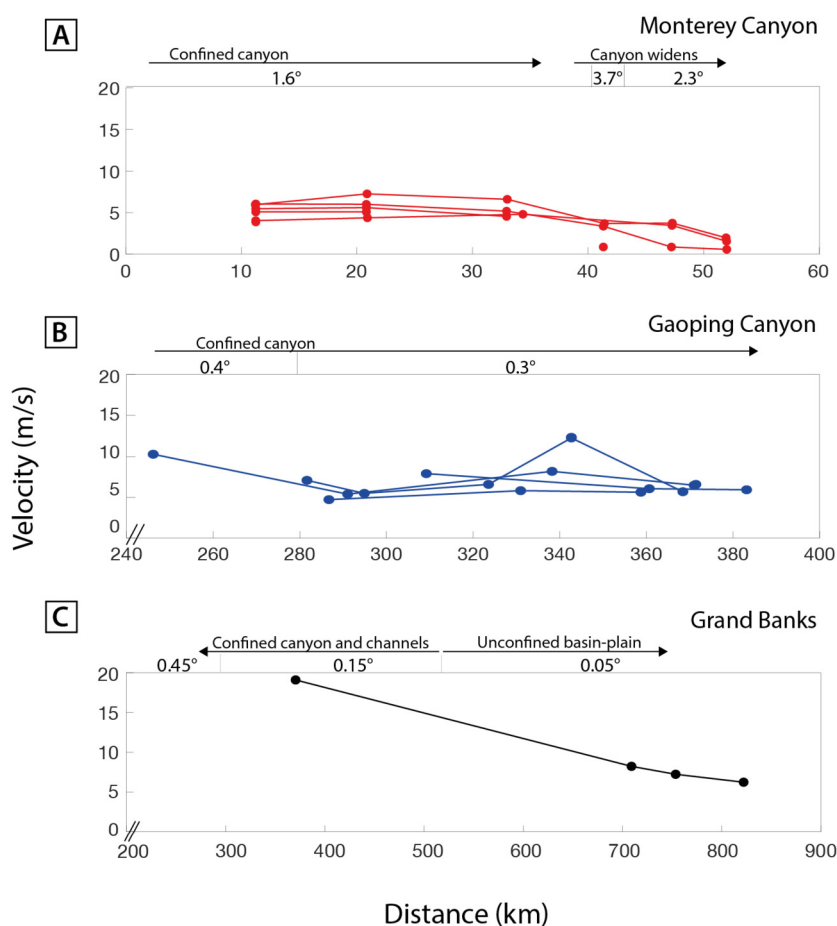 A
Monterey Canyon
Confined canyon
Canyon widens
1.6°
3.7°
2.3°
20
15
10
5
0
0 10 20 30 40 50 60
B
Gaoping Canyon
Confined canyon
0.4°
0.3°
20
15
10
5
0
240 260 280 300 320 340 360 380 400
Velocity (m/s)
C
Grand Banks
Confined canyon and channels
Unconfined basin-plain
0.45°
0.15°
0.05°
20
15
10
5
0
200 300 400 500 600 700 800 900
Distance (km)